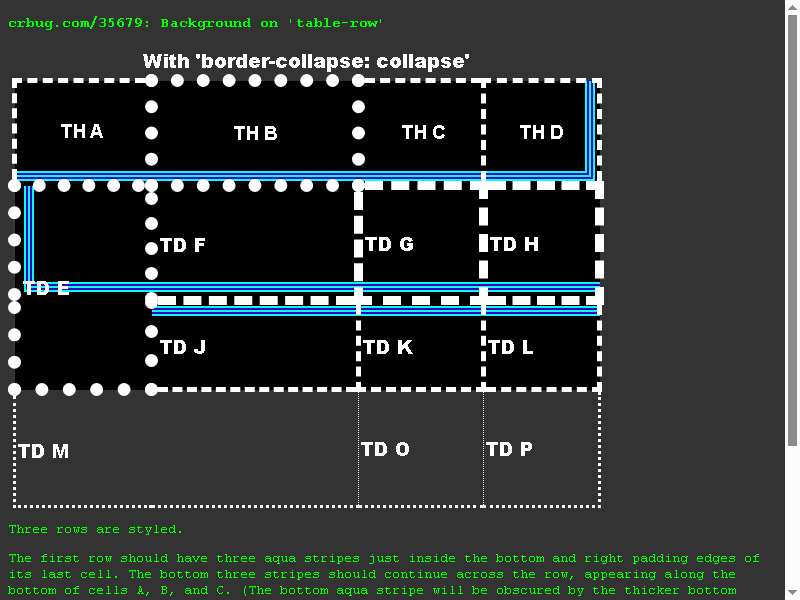 crbug.com/35679: Background on 'table-row'
With 'border-collapse: collapse'
TH A TH B TH C TH D
TD E TD F TD G TD H
TD J TD K TD L
TD M TD O TD P
Three rows are styled.
The first row should have three aqua stripes just inside the bottom and right padding edges of
its last cell. The bottom three stripes should continue across the row, appearing along the
bottom of cells A, B, and C. (The bottom aqua stripe will be obscured by the thicker bottom